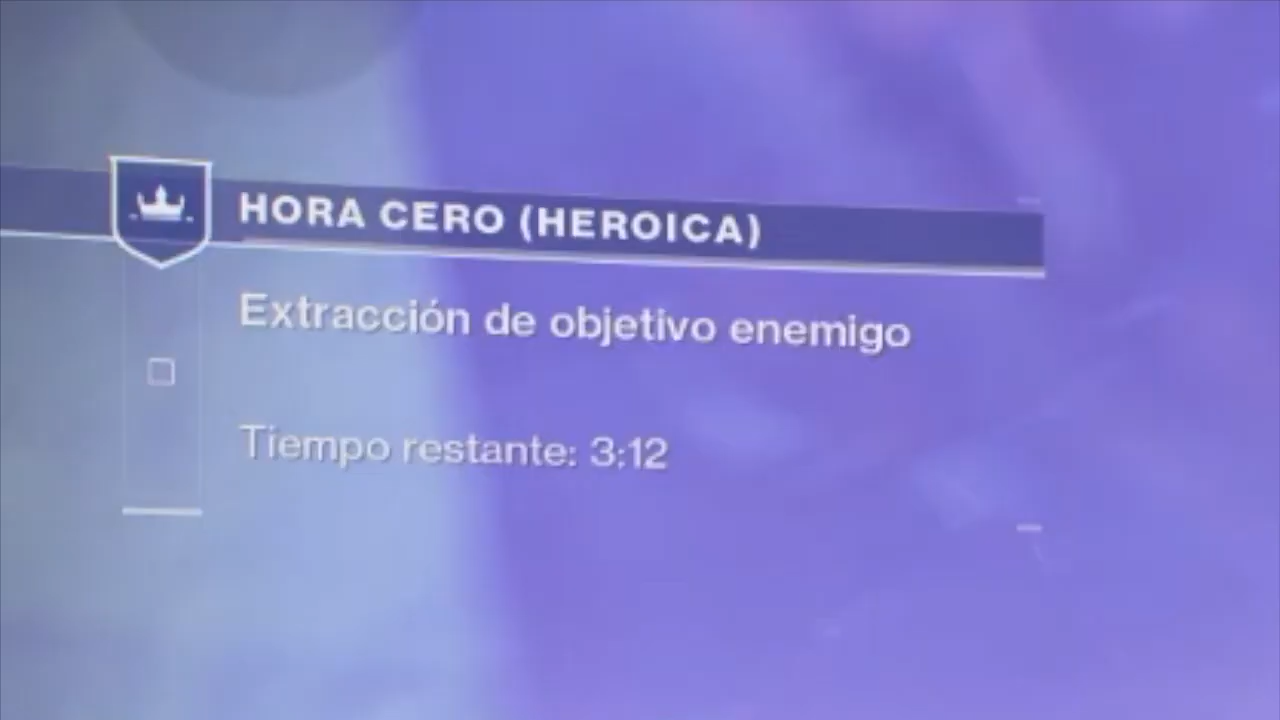 HORA CERO (HEROICA)
Extracción de objetivo enemigo
Tiempo restante: 3:12